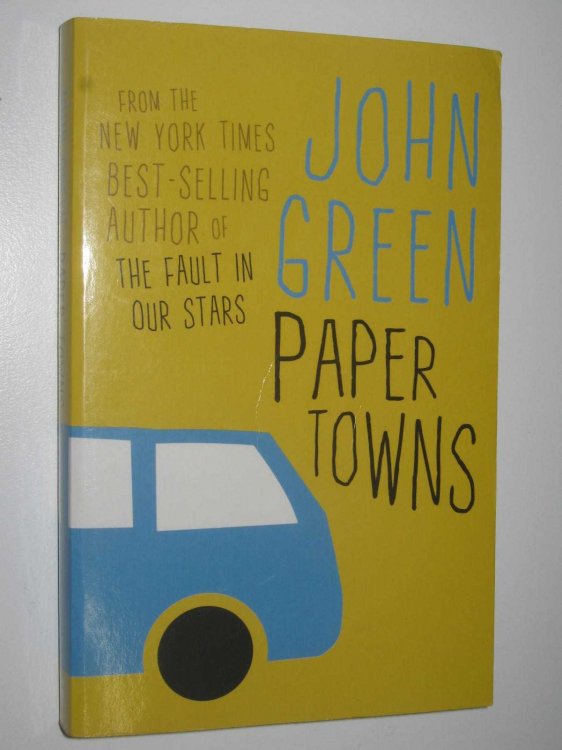 FROM THE
NEW YORK TIMES
BEST-SELLING
AUTHOR OF
THE FAULT IN
OUR STARS
JOHN
GREEN
PAPER
TOWNS